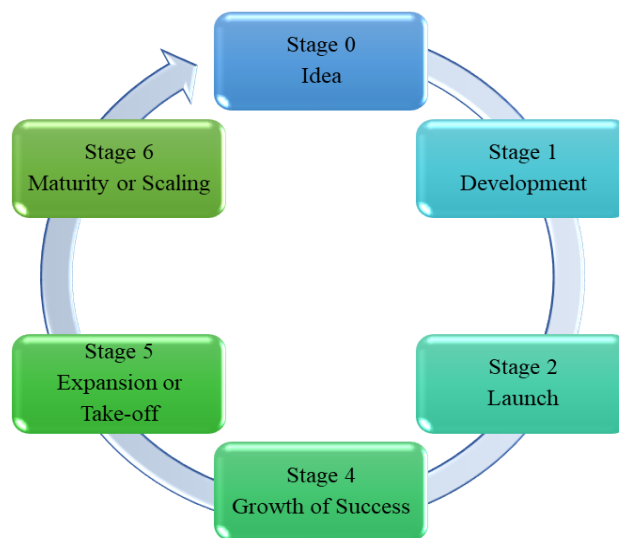 Stage 0
Idea
Stage 1
Development
Stage 2
Launch
Stage 4
Growth of Success
Stage 5
Expansion or
Take-off
Stage 6
Maturity or Scaling